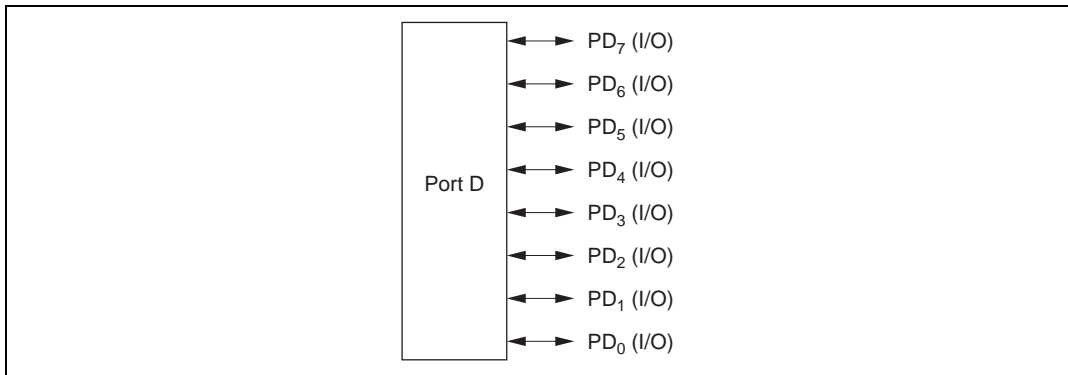 PD7 (I/O)
PD6 (I/O)
PD5 (I/O)
PD4 (I/O)
Port D
PD3 (I/O)
PD2 (I/O)
PD1 (I/O)
PD0 (I/O)